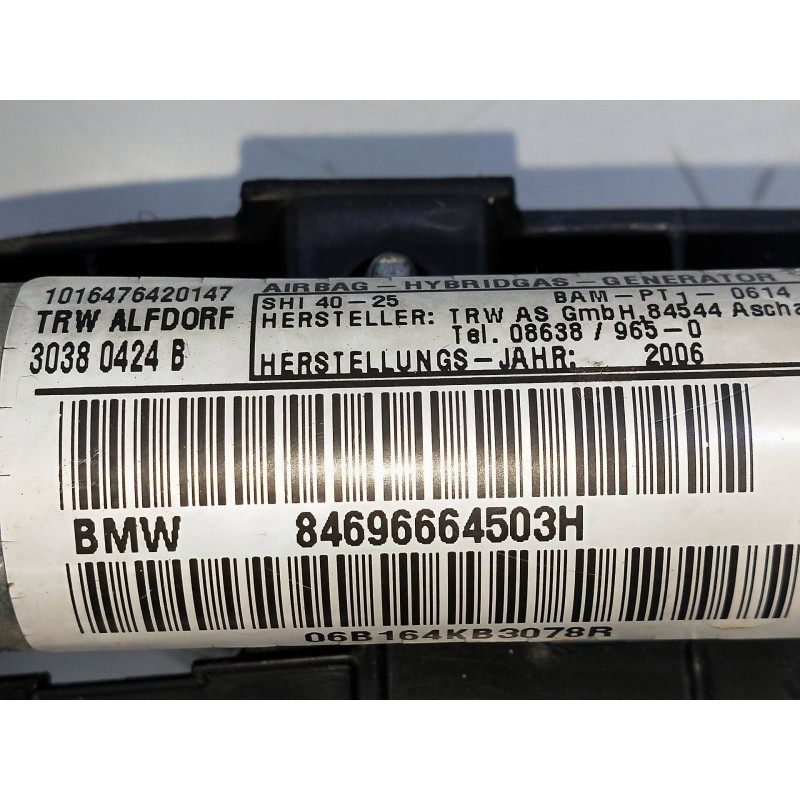 1016476420147
TRW ALFDORF
3038 0424 B
AIRBAG - HYBRIDGAS - GENERATOR
SHI 40-25 BAM-PT1- 0614
HERSTELLER: TRW AS GmbH, 84544 Ascha
Tel. 08638 / 965-0
HERSTELLUNGS-JAHR: 2006
BMW 84696664503H
06B164KB3078R